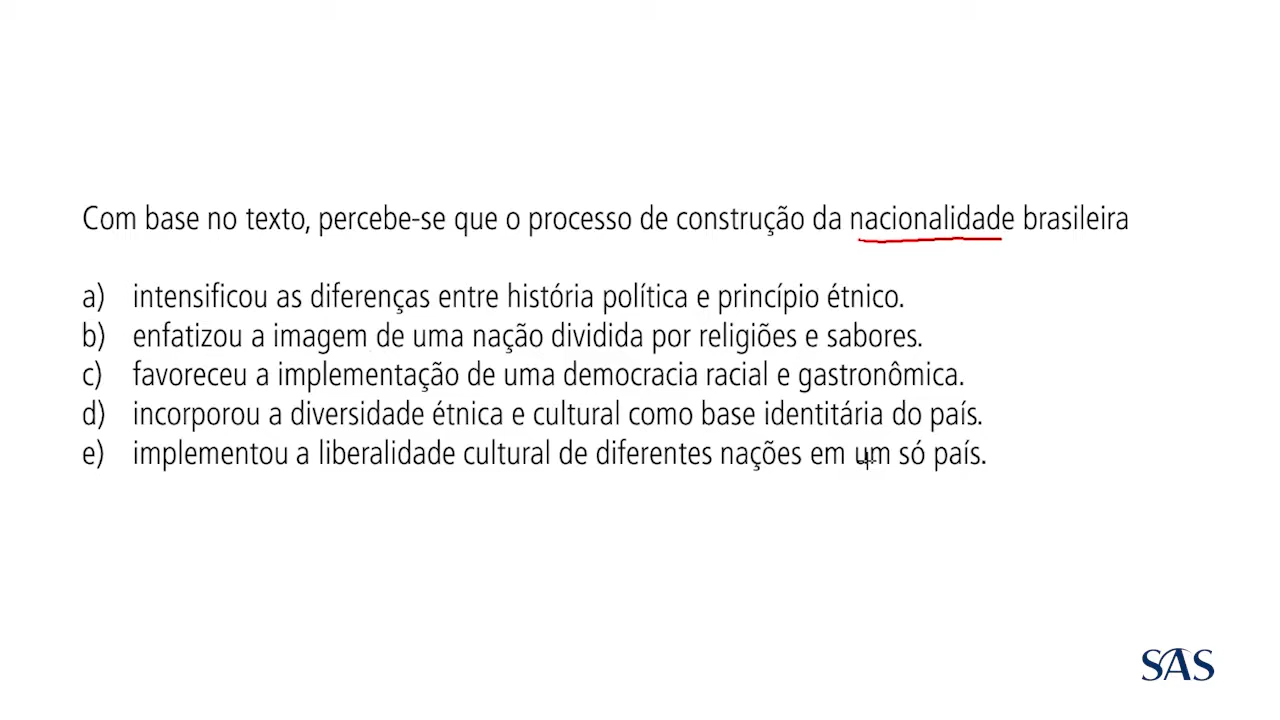 Com base no texto, percebe-se que o processo de construção da nacionalidade brasileira
a) intensificou as diferenças entre história política e princípio étnico.
b) enfatizou a imagem de uma nação dividida por religiões e sabores.
c) favoreceu a implementação de uma democracia racial e gastronômica.
d) incorporou a diversidade étnica e cultural como base identitária do país.
e) implementou a liberalidade cultural de diferentes nações em um só país.
SAS